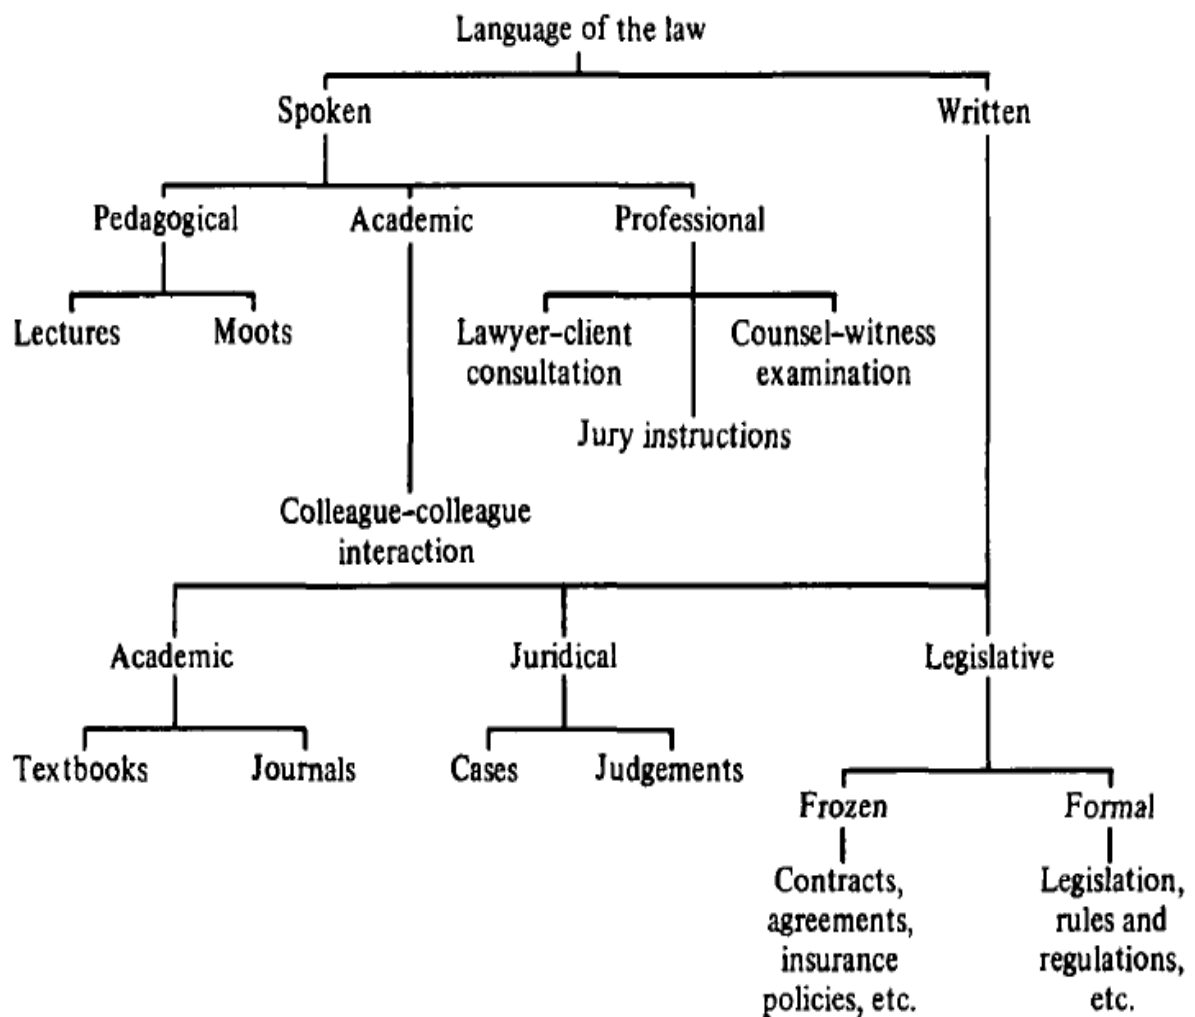 Language of the law
Spoken
Written
Pedagogical
Academic
Professional
Lectures
Moots
Lawyer-client
consultation
Counsel-witness
examination
Jury instructions
Colleague-colleague
interaction
Academic
Juridical
Legislative
Textbooks
Journals
Cases
Judgements
Frozen
Formal
Contracts,
agreements,
insurance
policies, etc.
Legislation,
rules and
regulations,
etc.